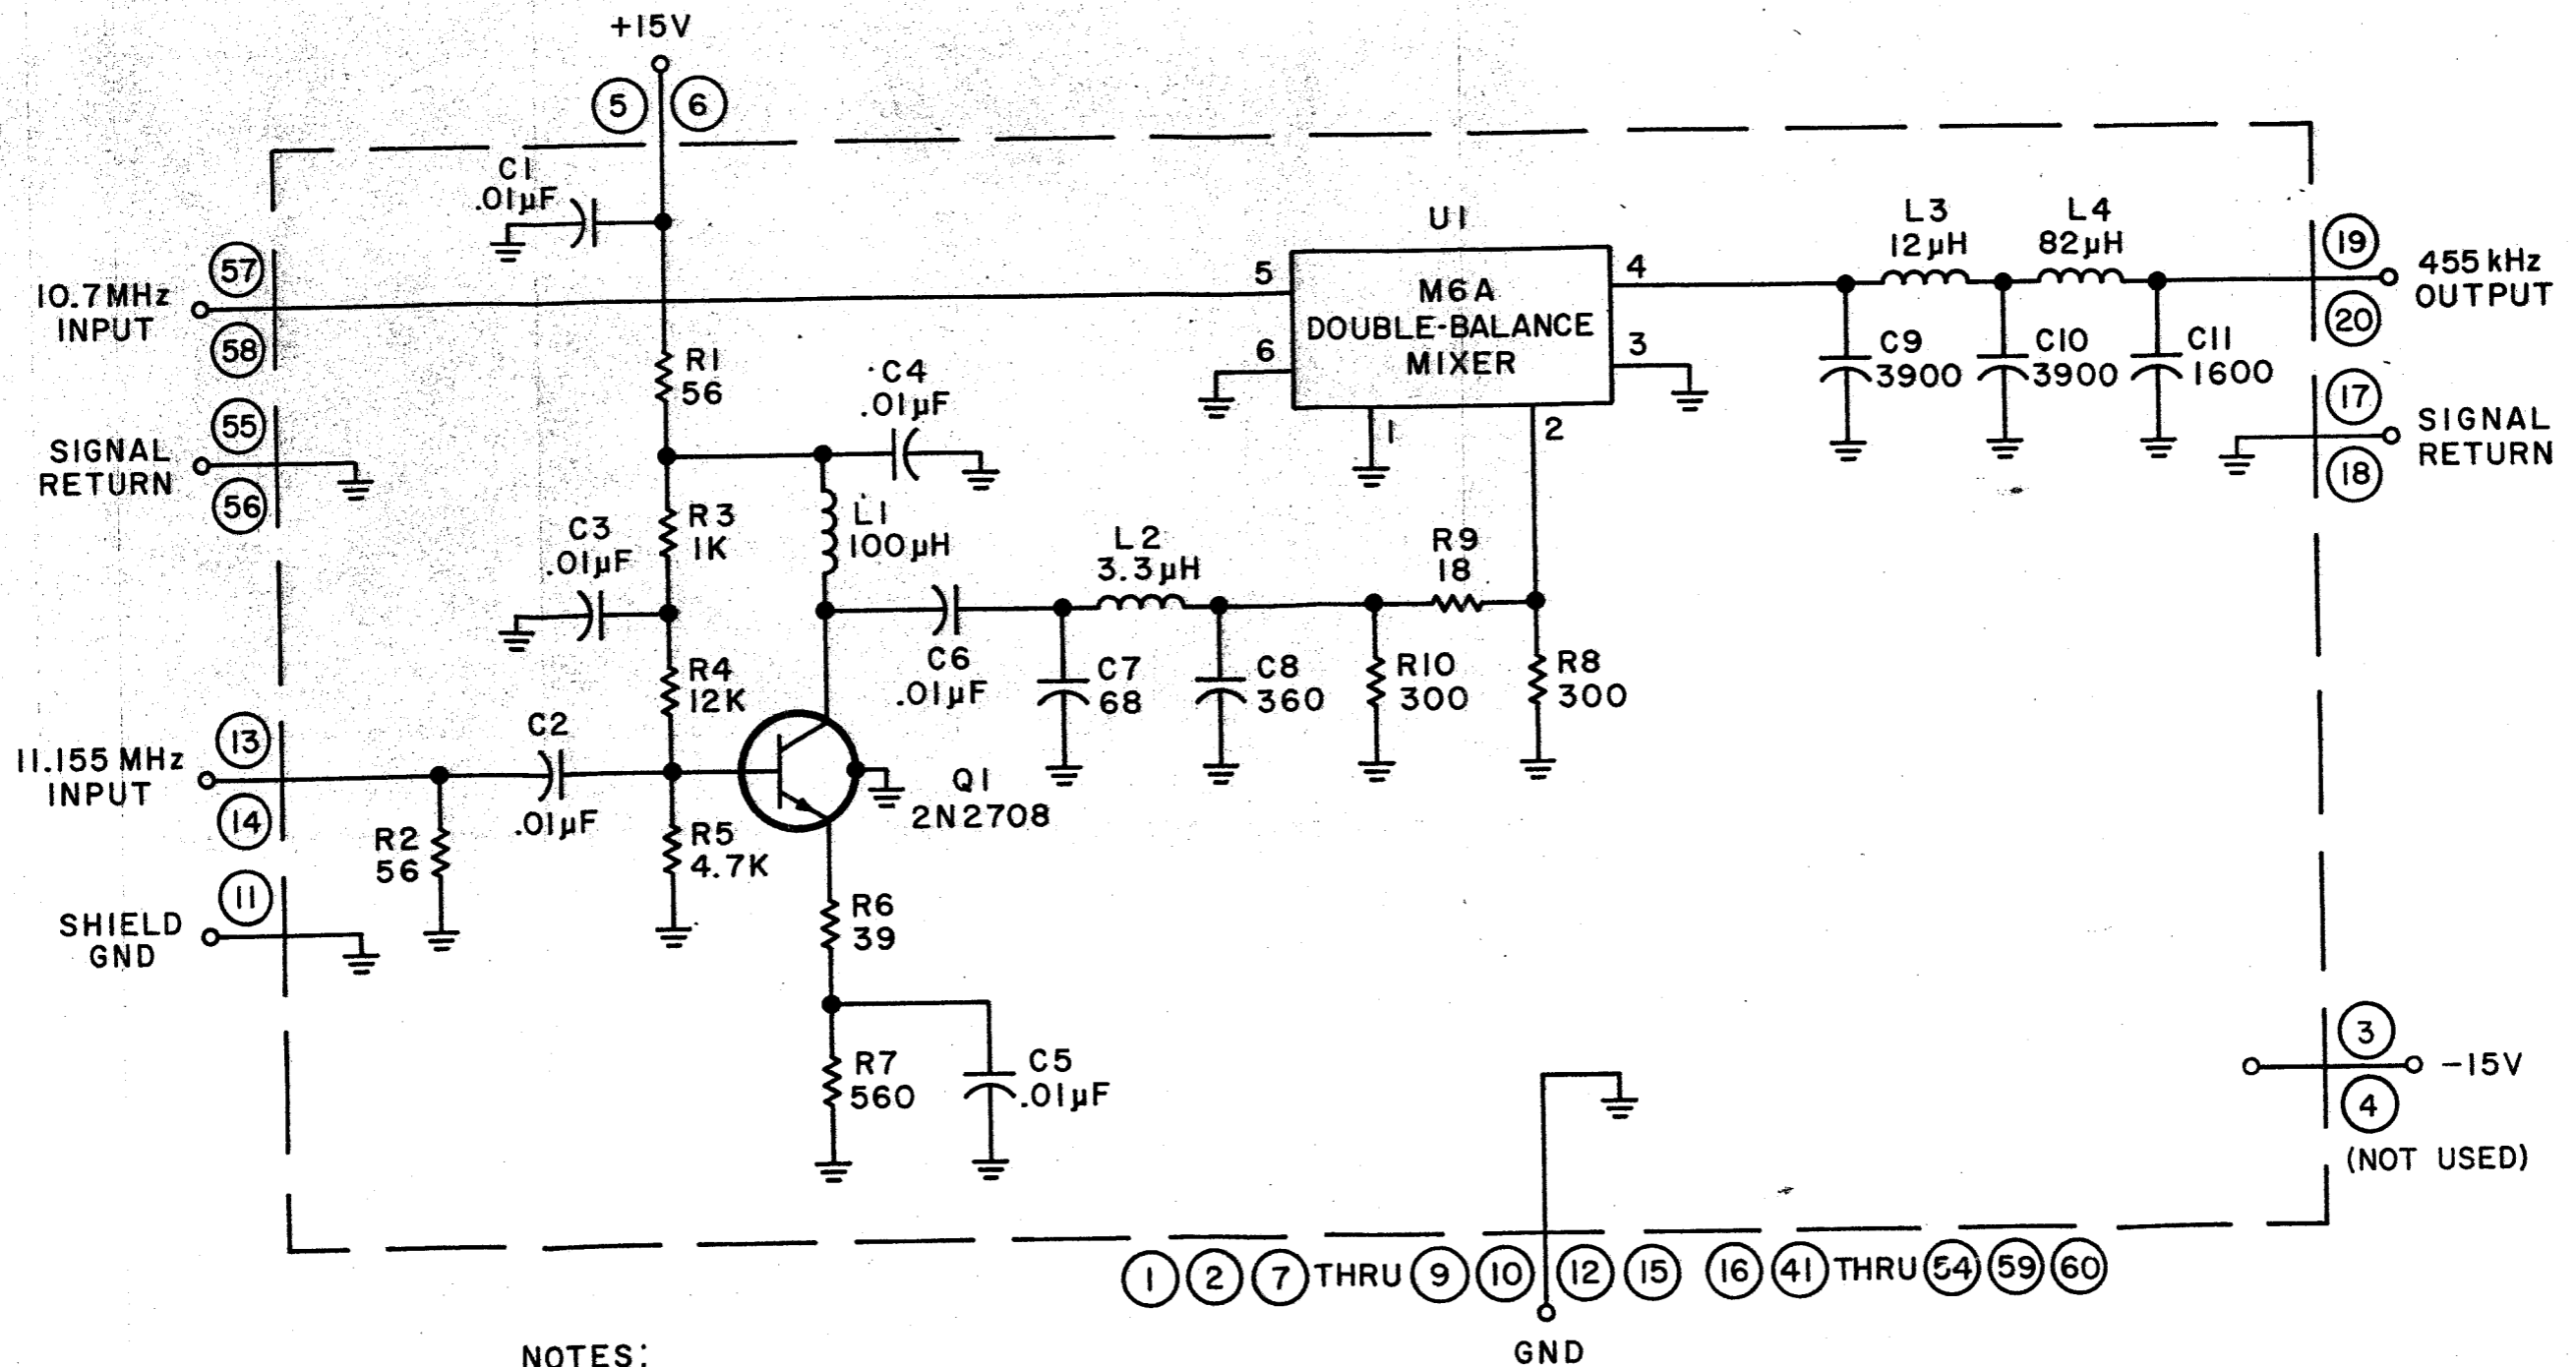 +15V
5 6
C1
.01µF
57
10.7MHz
INPUT
58
55
SIGNAL
RETURN
56
R1
56
C4
.01µF
U1
5
6
M6A
DOUBLE-BALANCE
MIXER
4
3
1
2
L3
12µH
L4
82µH
C9
3900
C10
3900
C11
1600
19
455 kHz
OUTPUT
20
17
SIGNAL
RETURN
18
R3
1K
L1
100µH
C3
.01µF
L2
3.3µH
R9
18
R4
12K
C6
.01µF
C7
68
C8
360
R10
300
R8
300
13
11.155 MHz
INPUT
14
C2
.01µF
R2
56
R5
4.7K
Q1
2N2708
11
SHIELD
GND
R6
39
R7
560
C5
.01µF
3
-15V
4
(NOT USED)
1 2 7 THRU 9 10 12 15 16 41 THRU 54 59 60
GND
NOTES: